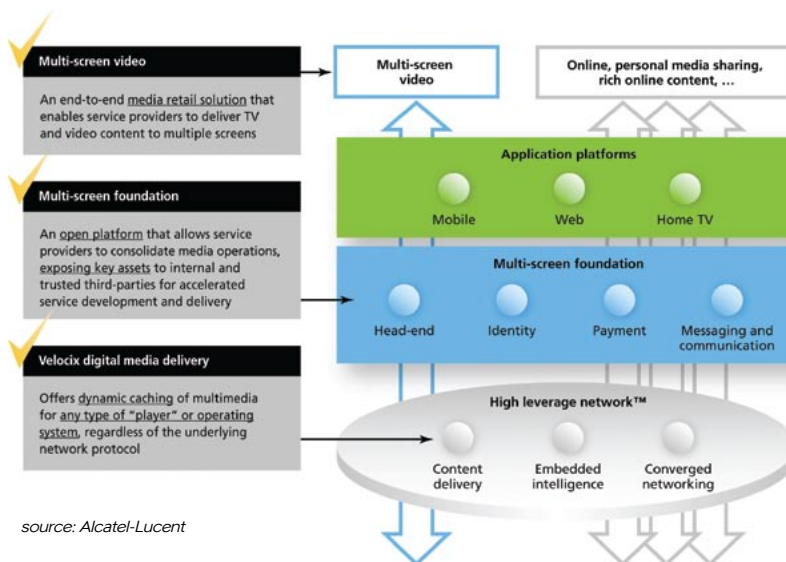 Multi-screen video
An end-to-end media retail solution that
enables service providers to deliver TV
and video content to multiple screens
Multi-screen foundation
An open platform that allows service
providers to consolidate media operations,
exposing key assets to internal and
trusted third-parties for accelerated
service development and delivery
Velocix digital media delivery
Offers dynamic caching of multimedia
for any type of "player" or operating
system, regardless of the underlying
network protocol
source: Alcatel-Lucent
Multi-screen
video
Online, personal media sharing,
rich online content, ...
Application platforms
Mobile
Web
Home TV
Multi-screen foundation
Head-end
Identity
Payment
Messaging and
communication
High leverage network™
Content
delivery
Embedded
intelligence
Converged
networking